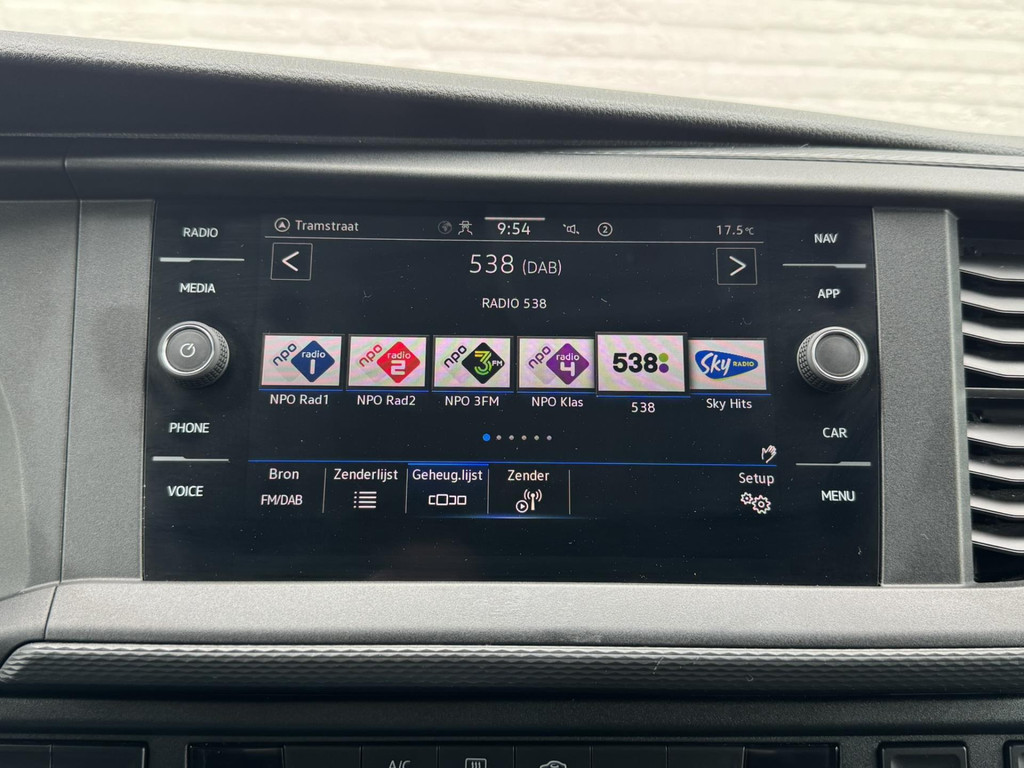 RADIO
MEDIA
PHONE
VOICE
Tramstraat
9:54
2
17.5°C
<
538 (DAB)
>
RADIO 538
npo radio 1
npo radio 2
npo 3FM
npo radio 4
538
Sky RADIO
NPO Rad1
NPO Rad2
NPO 3FM
NPO Klas
538
Sky Hits
Bron
FM/DAB
Zenderlijst
Geheug.lijst
Zender
Setup
NAV
APP
CAR
MENU
A/C